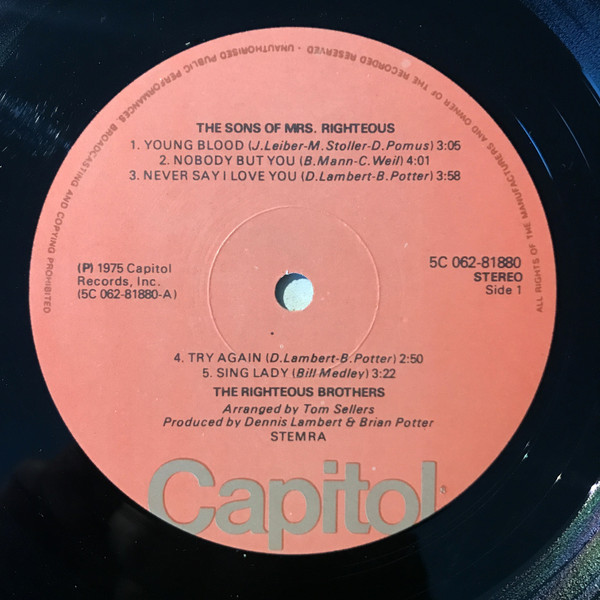 ALL RIGHTS OF THE MANUFACTURERS AND OWNER OF THE RECORDED RESERVED - UNAUTHORISED PUBLIC PERFORMANCES, BROADCASTING AND COPYING PROHIBITED
THE SONS OF MRS. RIGHTEOUS
1. YOUNG BLOOD (J.Leiber-M.Stoller-D.Pomus) 3:05
2. NOBODY BUT YOU (B.Mann-C.Weil) 4:01
3. NEVER SAY I LOVE YOU (D.Lambert-B.Potter) 3:58
(P) 1975 Capitol
Records, Inc.
(5C 062-81880-A)
5C 062-81880
STEREO
Side 1
4. TRY AGAIN (D.Lambert-B.Potter) 2:50
5. SING LADY (Bill Medley) 3:22
THE RIGHTEOUS BROTHERS
Arranged by Tom Sellers
Produced by Dennis Lambert & Brian Potter
STEMRA
Capitol®